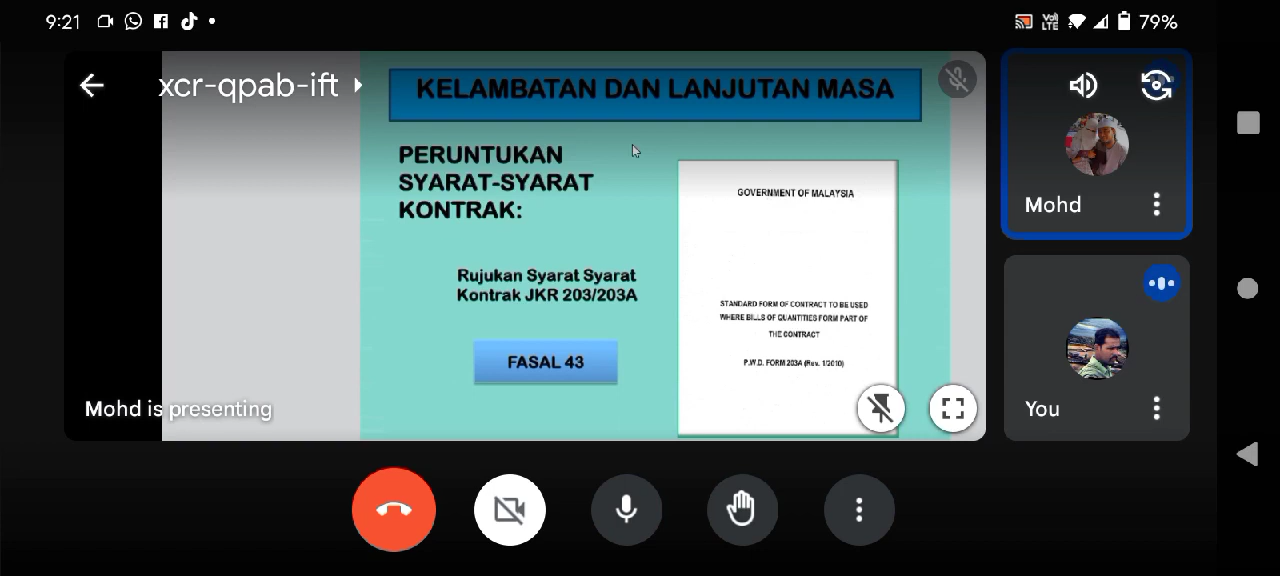 9:21
Vo) LTE
79%
xcr-qpab-ift
KELAMBATAN DAN LANJUTAN MASA
PERUNTUKAN
SYARAT-SYARAT
KONTRAK:
Rujukan Syarat Syarat
Kontrak JKR 203/203A
FASAL 43
GOVERNMENT OF MALAYSIA
STANDARD FORM OF CONTRACT TO BE USED
WHERE BILLS OF QUANTITIES FORM PART OF
THE CONTRACT
P.W.D. FORM 203A (Rev. 1/2010)
Mohd is presenting
Mohd
You